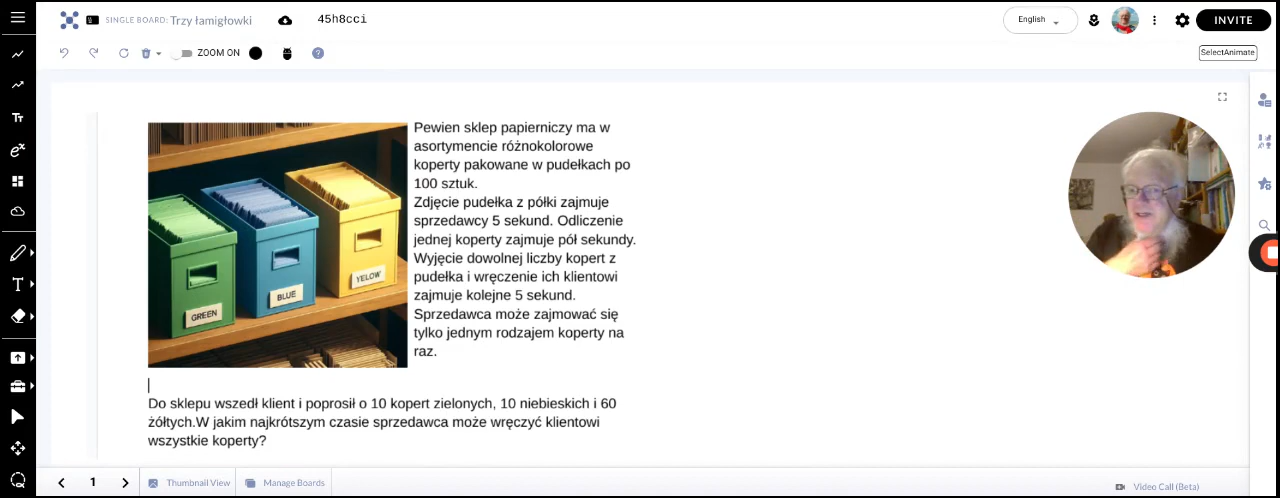 SINGLE BOARD: Trzy łamigłowki
45h8cci
English
INVITE
ZOOM ON
SelectAnimate
Pewien sklep papierniczy ma w
asortymencie różnokolorowe
koperty pakowane w pudełkach po
100 sztuk.
Zdjęcie pudełka z półki zajmuje
sprzedawcy 5 sekund. Odliczenie
jednej koperty zajmuje pół sekundy.
Wyjęcie dowolnej liczby kopert z
pudełka i wręczenie ich klientowi
zajmuje kolejne 5 sekund.
Sprzedawca może zajmować się
tylko jednym rodzajem koperty na
raz.
GREEN
BLUE
YELOW
Do sklepu wszedł klient i poprosił o 10 kopert zielonych, 10 niebieskich i 60
żółtych.W jakim najkrótszym czasie sprzedawca może wręczyć klientowi
wszystkie koperty?
1
Thumbnail View
Manage Boards
Video Call (Beta)